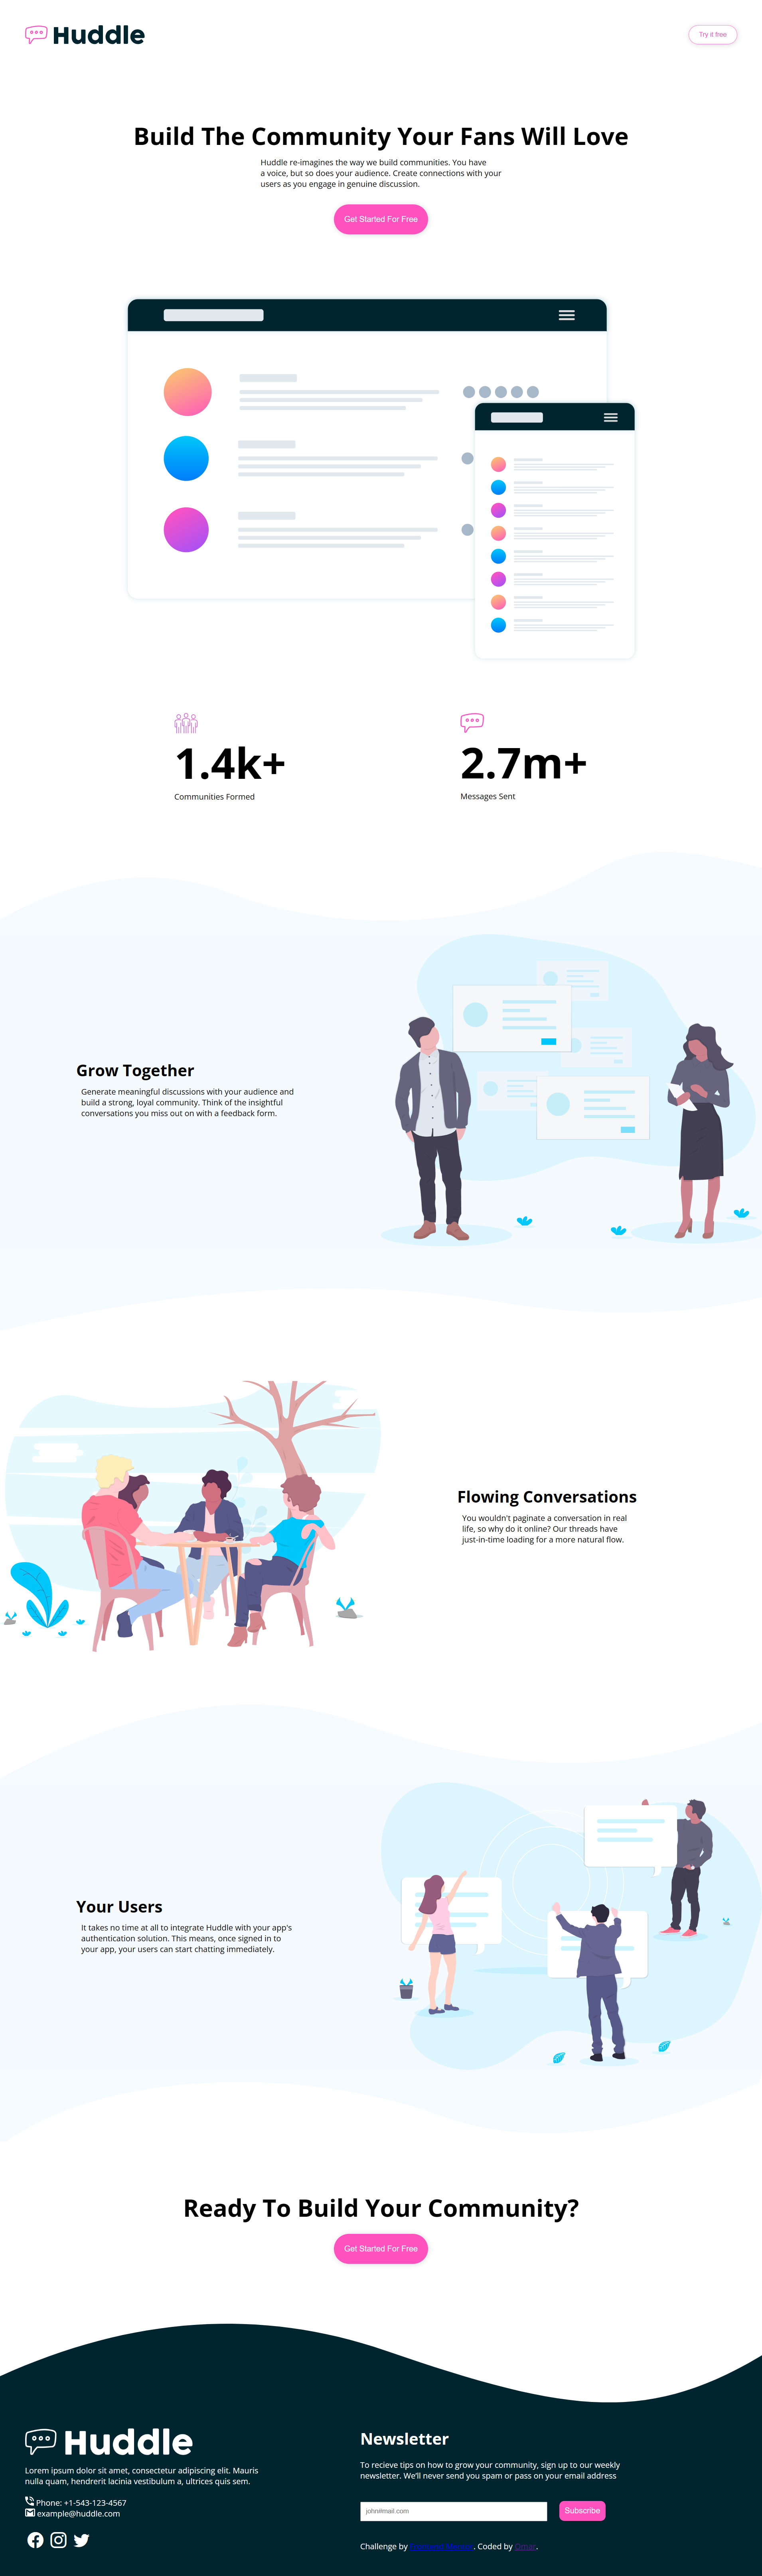 Huddle
Try it free
Build The Community Your Fans Will Love
Huddle re-imagines the way we build communities. You have
a voice, but so does your audience. Create connections with your
users as you engage in genuine discussion.
Get Started For Free
1.4k+
Communities Formed
2.7m+
Messages Sent
Grow Together
Generate meaningful discussions with your audience and
build a strong, loyal community. Think of the insightful
conversations you miss out on with a feedback form.
Flowing Conversations
You wouldn't paginate a conversation in real
life, so why do it online? Our threads have
just-in-time loading for a more natural flow.
Your Users
It takes no time at all to integrate Huddle with your app's
authentication solution. This means, once signed in to
your app, your users can start chatting immediately.
Ready To Build Your Community?
Get Started For Free
Huddle
Lorem ipsum dolor sit amet, consectetur adipiscing elit. Mauris
nulla quam, hendrerit lacinia vestibulum a, ultrices quis sem.
Phone: +1-543-123-4567
example@huddle.com
Newsletter
To recieve tips on how to grow your community, sign up to our weekly
newsletter. We'll never send you spam or pass on your email address
Subscribe
Challenge by . Coded by .